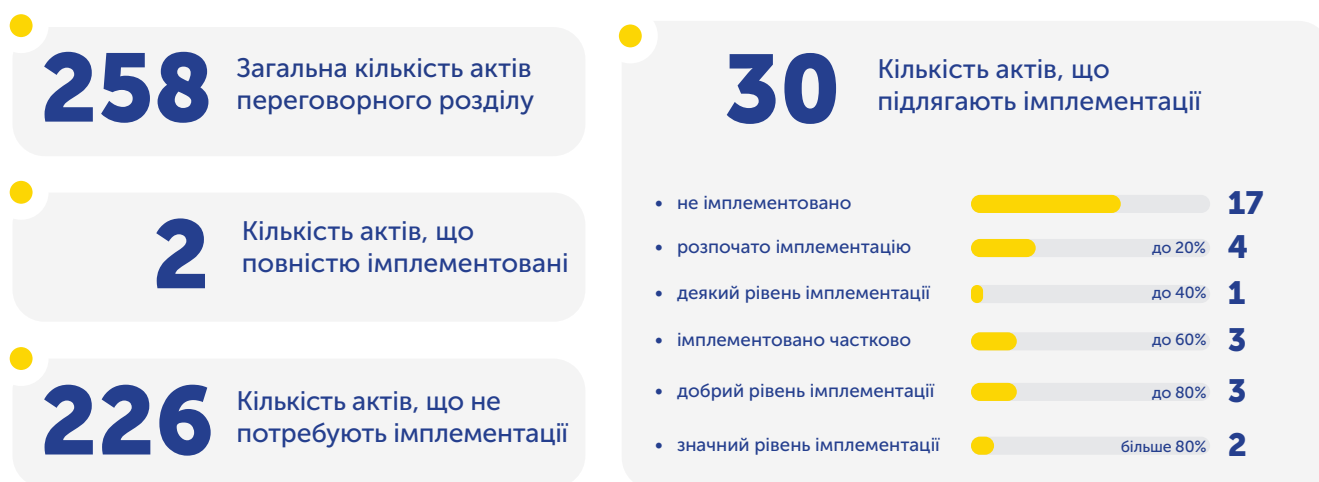 258
Загальна кількість актів
переговорного розділу
2
Кількість актів, що
повністю імплементовані
226
Кількість актів, що не
потребують імплементації
30
Кількість актів, що
підлягають імплементації
• не імплементовано 17
• розпочато імплементацію до 20% 4
• деякий рівень імплементації до 40% 1
• імплементовано частково до 60% 3
• добрий рівень імплементації до 80% 3
• значний рівень імплементації більше 80% 2